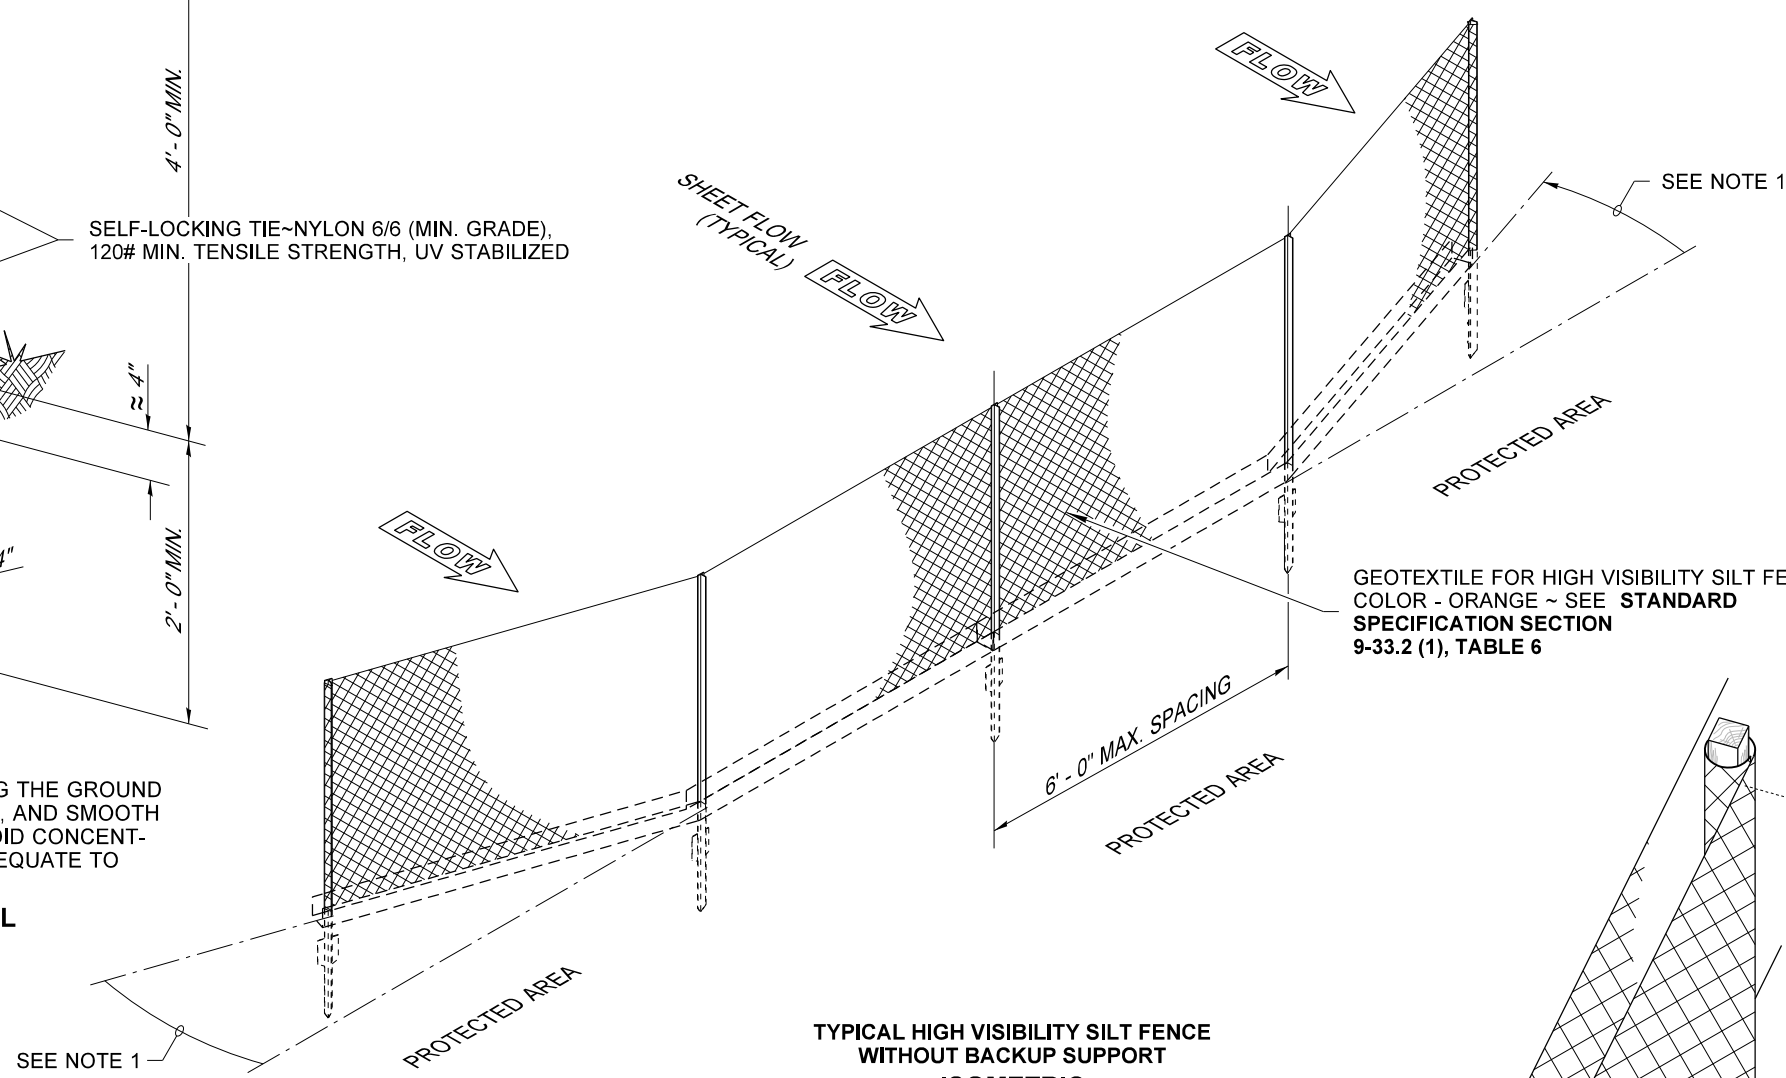 4'- 0" MIN.
SELF-LOCKING TIE~NYLON 6/6 (MIN. GRADE),
120# MIN. TENSILE STRENGTH, UV STABILIZED
≈ 4"
4"
2'- 0" MIN.
G THE GROUND
, AND SMOOTH
OID CONCENT-
EQUATE TO
L
SEE NOTE 1
FLOW
SHEET FLOW
(TYPICAL)
FLOW
FLOW
SEE NOTE 1
PROTECTED AREA
GEOTEXTILE FOR HIGH VISIBILITY SILT FE
COLOR - ORANGE ~ SEE STANDARD
SPECIFICATION SECTION
9-33.2 (1), TABLE 6
6' - 0" MAX. SPACING
PROTECTED AREA
PROTECTED AREA
TYPICAL HIGH VISIBILITY SILT FENCE
WITHOUT BACKUP SUPPORT
ISOMETRIC